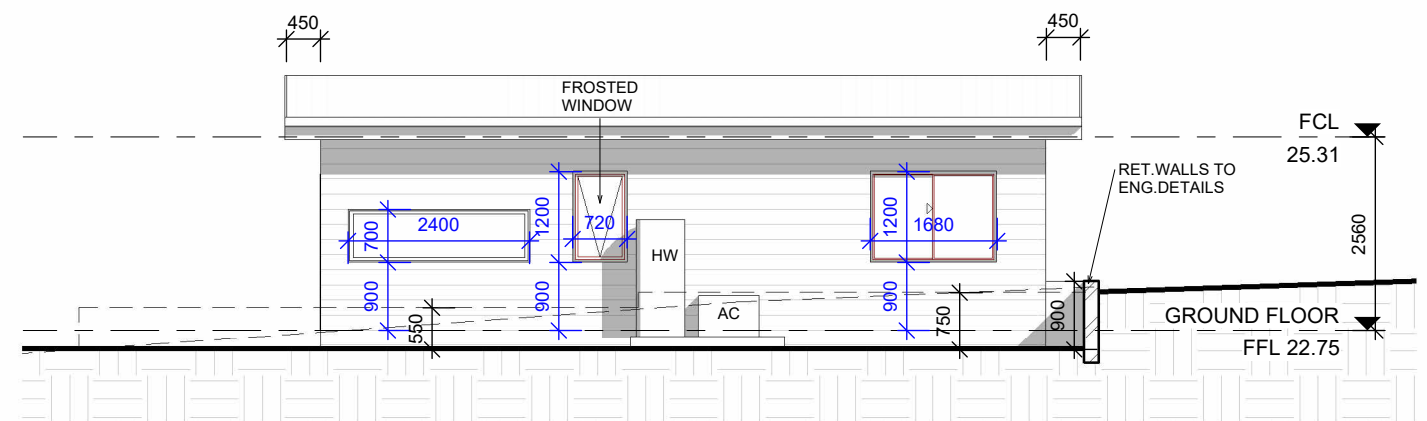 450
450
FROSTED
WINDOW
FCL
25.31
RET.WALLS TO
ENG.DETAILS
700
2400
1200
720
HW
1200
1680
2560
900
550
900
AC
900
750
900
GROUND FLOOR
FFL 22.75